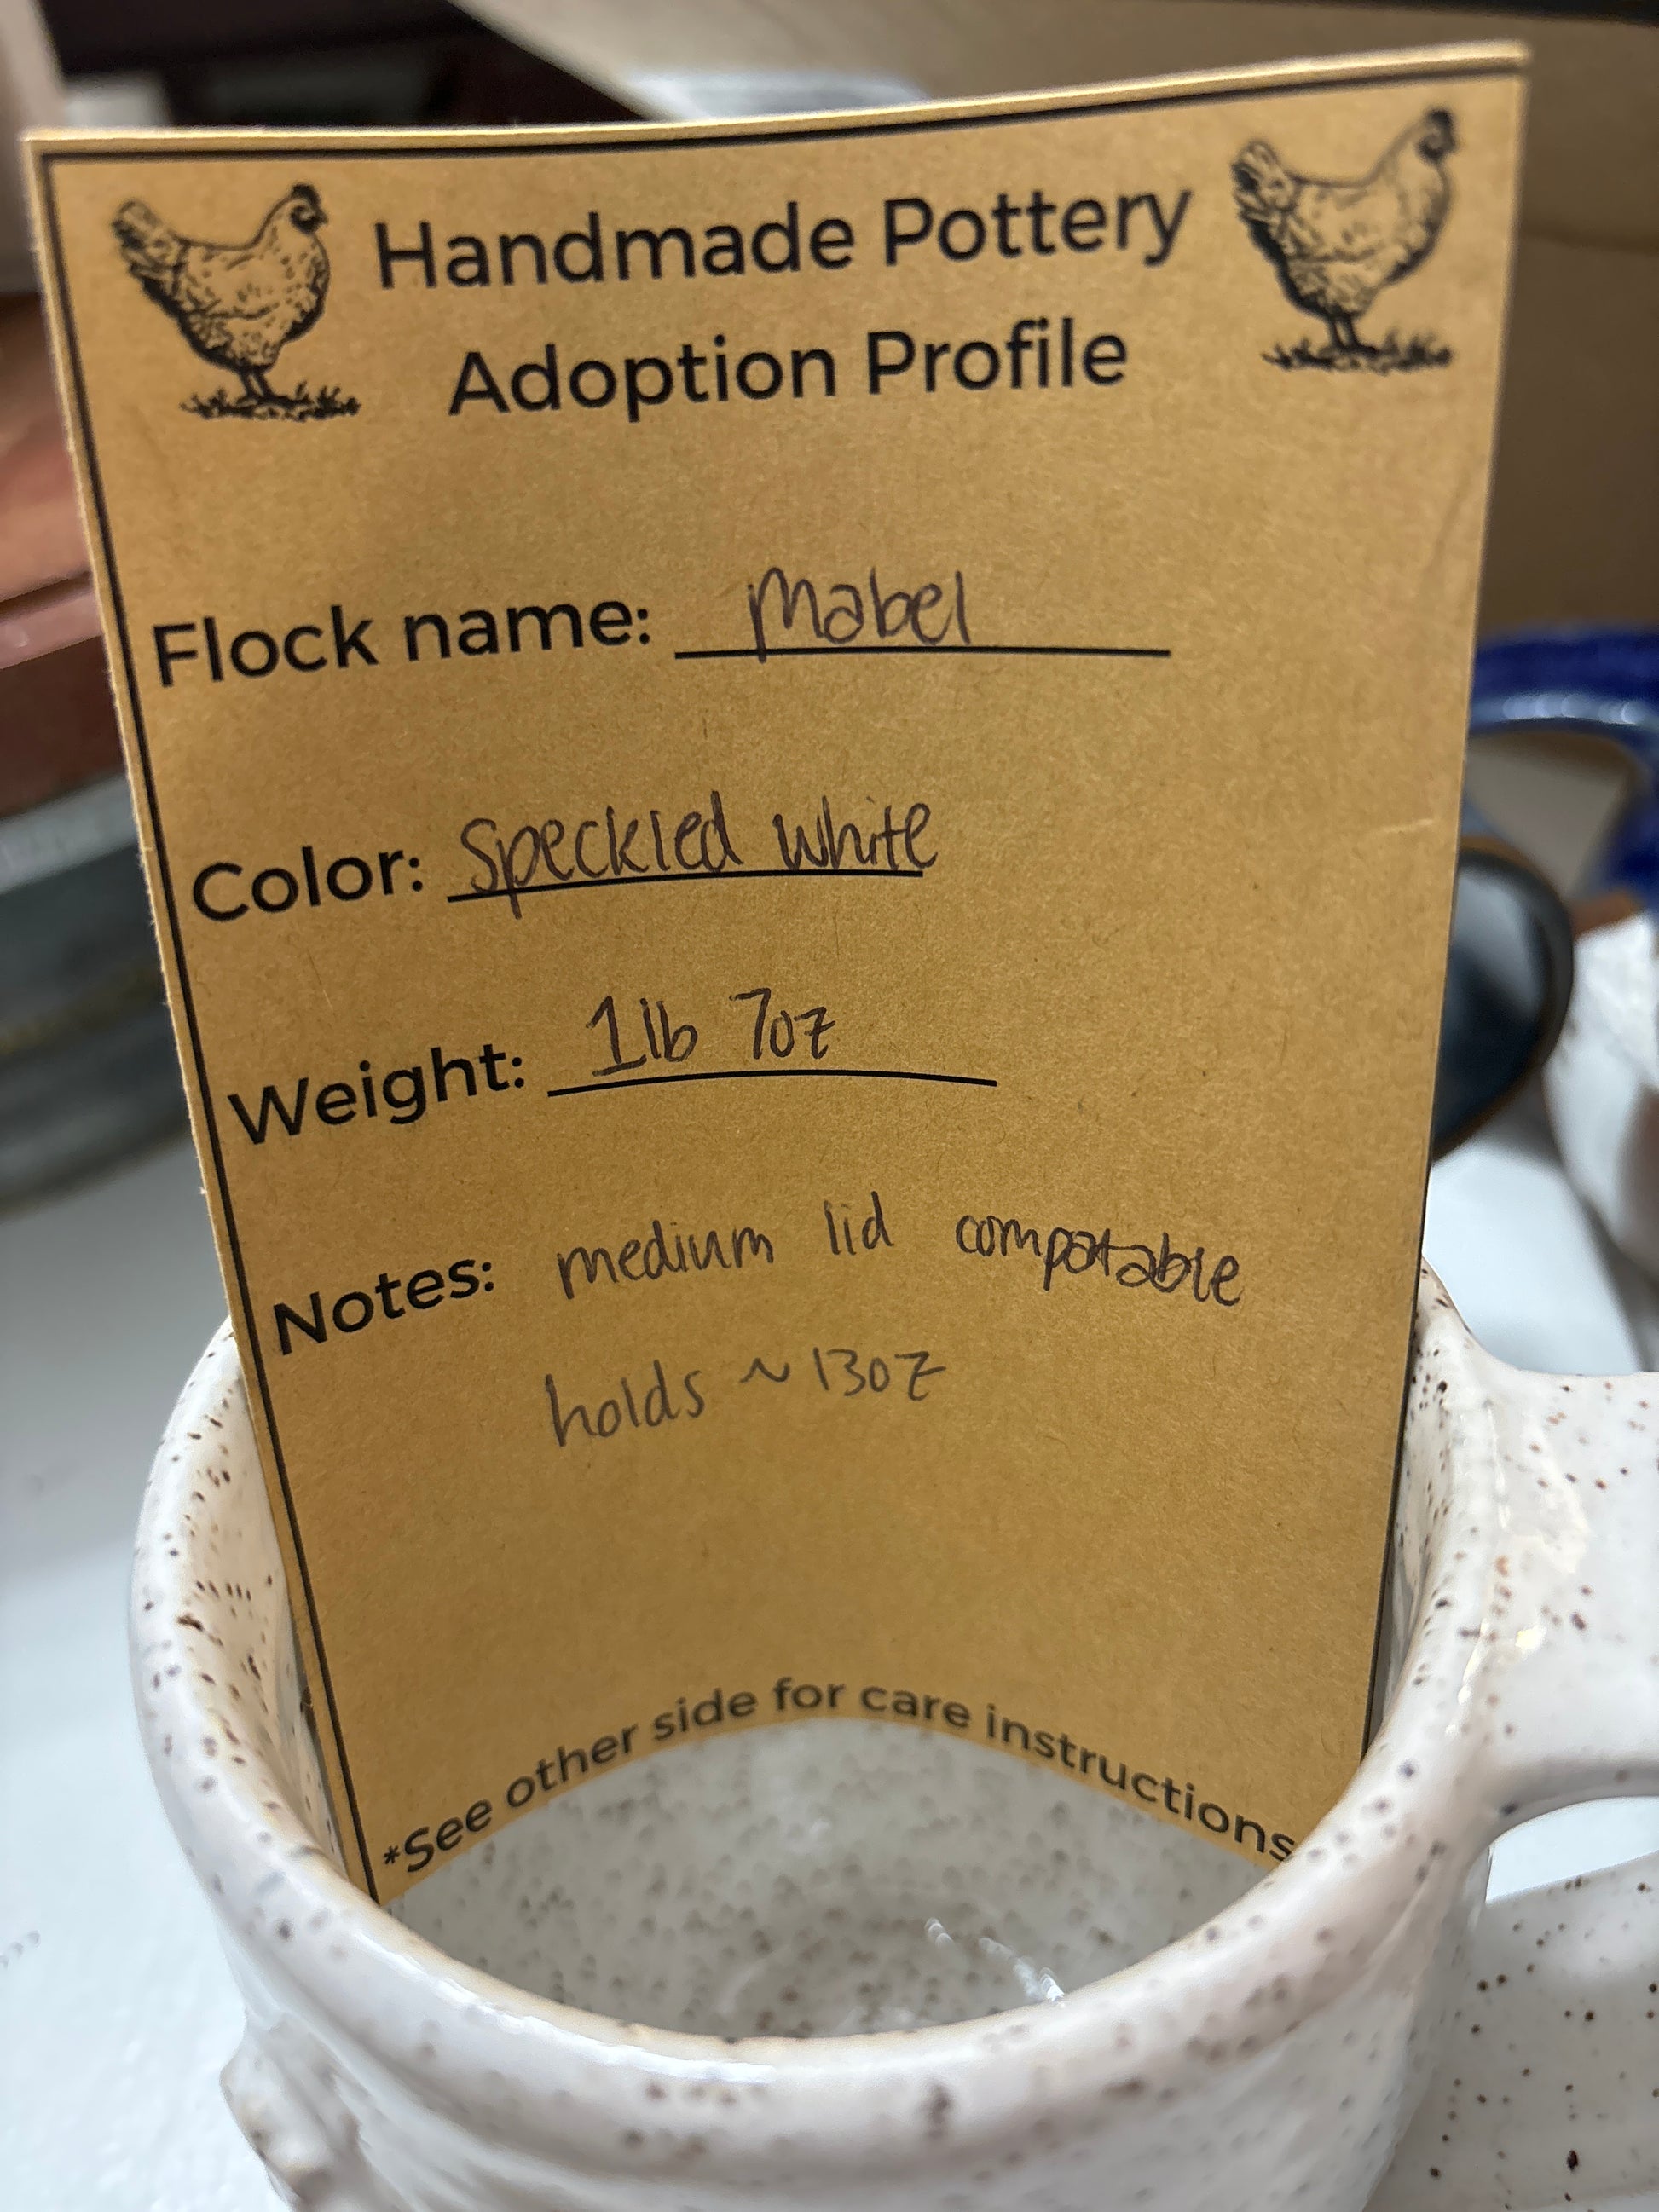 Handmade Pottery
Adoption Profile
Flock name: Mabel
Color: Speckled white
Weight: 1lb 7oz
Notes: medium lid compatable
holds ~ 13oz
*See other side for care instructions